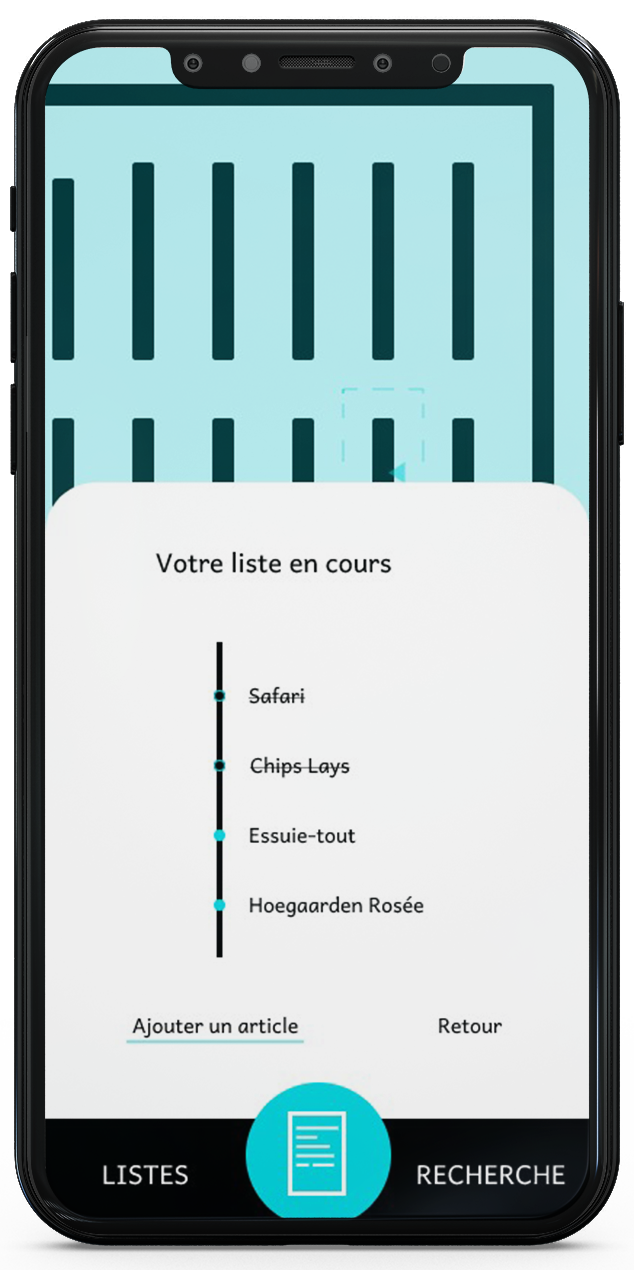 Votre liste en cours
Safari
Chips Lays
Essuie-tout
Hoegaarden Rosée
Ajouter un article
Retour
LISTES
RECHERCHE